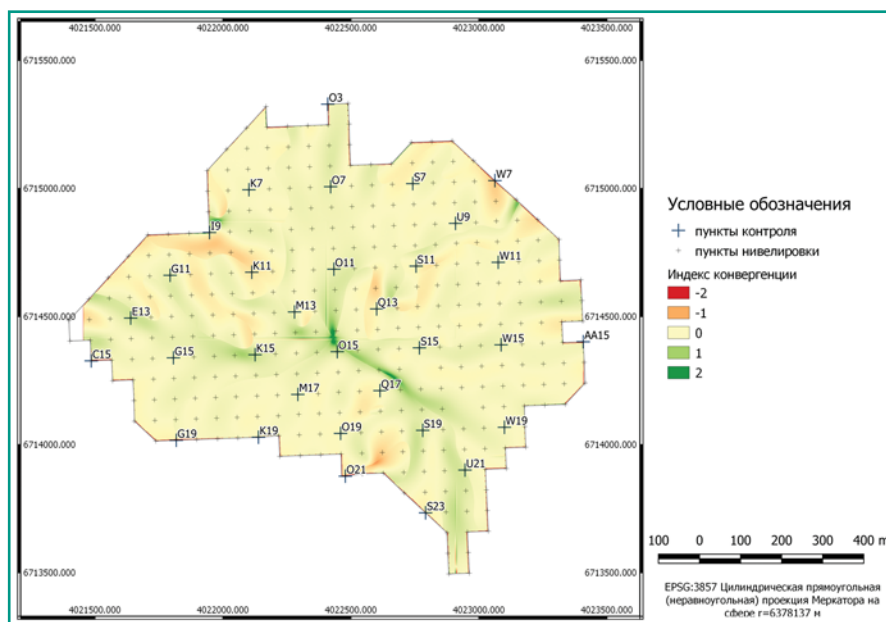 4021500.000 4022000.000 4022500.000 4023000.000 4023500.000
6715500.000 6715500.000
O3
W7
K7 O7 S7
6715000.000 6715000.000
U9
I9
W11
O11 S11
G11 K11
Q13
M13
E13
6714500.000 6714500.000
AA15
K15 O15 S15 W15
C15 G15
M17 Q17
W19
G19 K19 O19 S19
6714000.000 6714000.000
O21 U21
S23
6713500.000 6713500.000
4021500.000 4022000.000 4022500.000 4023000.000 4023500.000
Условные обозначения
пункты контроля
пункты нивелировки
Индекс конвергенции
-2
-1
0
1
2
100 0 100 200 300 400 m
EPSG:3857 Цилиндрическая прямоугольная
(неравноугольная) проекция Меркатора на
сфере r=6378137 м